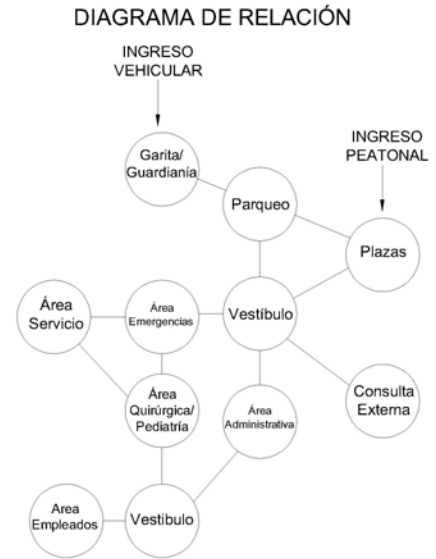 DIAGRAMA DE RELACIÓN
INGRESO
VEHICULAR
INGRESO
PEATONAL
Garita/
Guardianía
Parqueo
Plazas
Área
Servicio
Área
Emergencias
Vestíbulo
Área
Quirúrgica/
Pediatría
Área
Administrativa
Consulta
Externa
Area
Empleados
Vestibulo